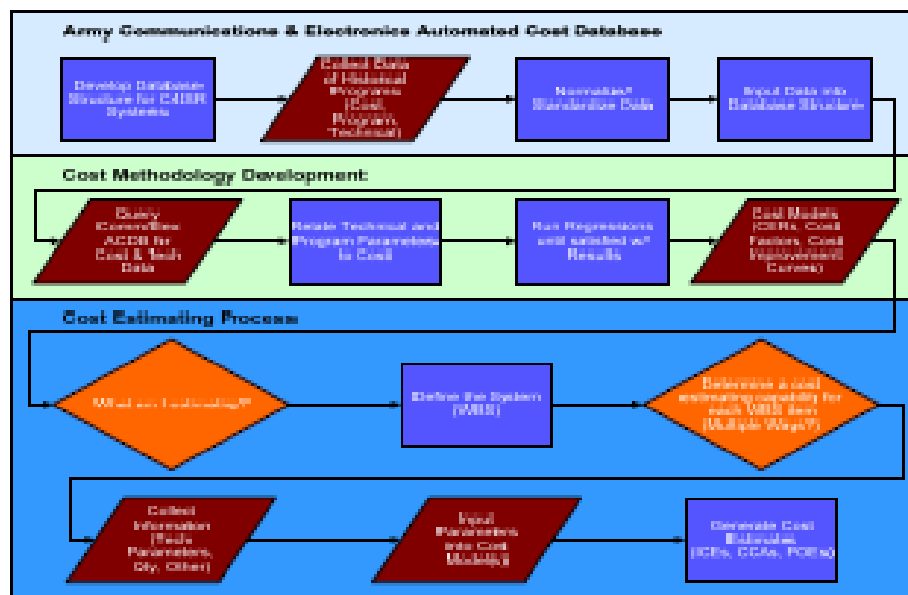 Army Communications & Electronics Automated Cost Database
Develop Database
Structure for C4ISR
Systems
Collect Data
of Historical
Programs
(Cost,
Program,
Technical)
Normalize/
Standardize Data
Input Data into
Database Structure
Cost Methodology Development:
Query
ACDB for
Cost & Tech
Data
Relate Technical and
Program Parameters
to Cost
Run Regressions
until satisfied w/
Results
Cost Models
(CERs, Cost
Factors, Cost
Improvement
Curves)
Cost Estimating Process:
What am I estimating?
Define the System
(WBS)
Determine a cost
estimating capability for
each WBS item
(Multiple Ways?)
Collect
Information
(Tech
Parameters,
Qty, Other)
Input
Parameters
into Cost
Model(s)
Generate Cost
Estimates
(ICEs, CCAs, POEs)